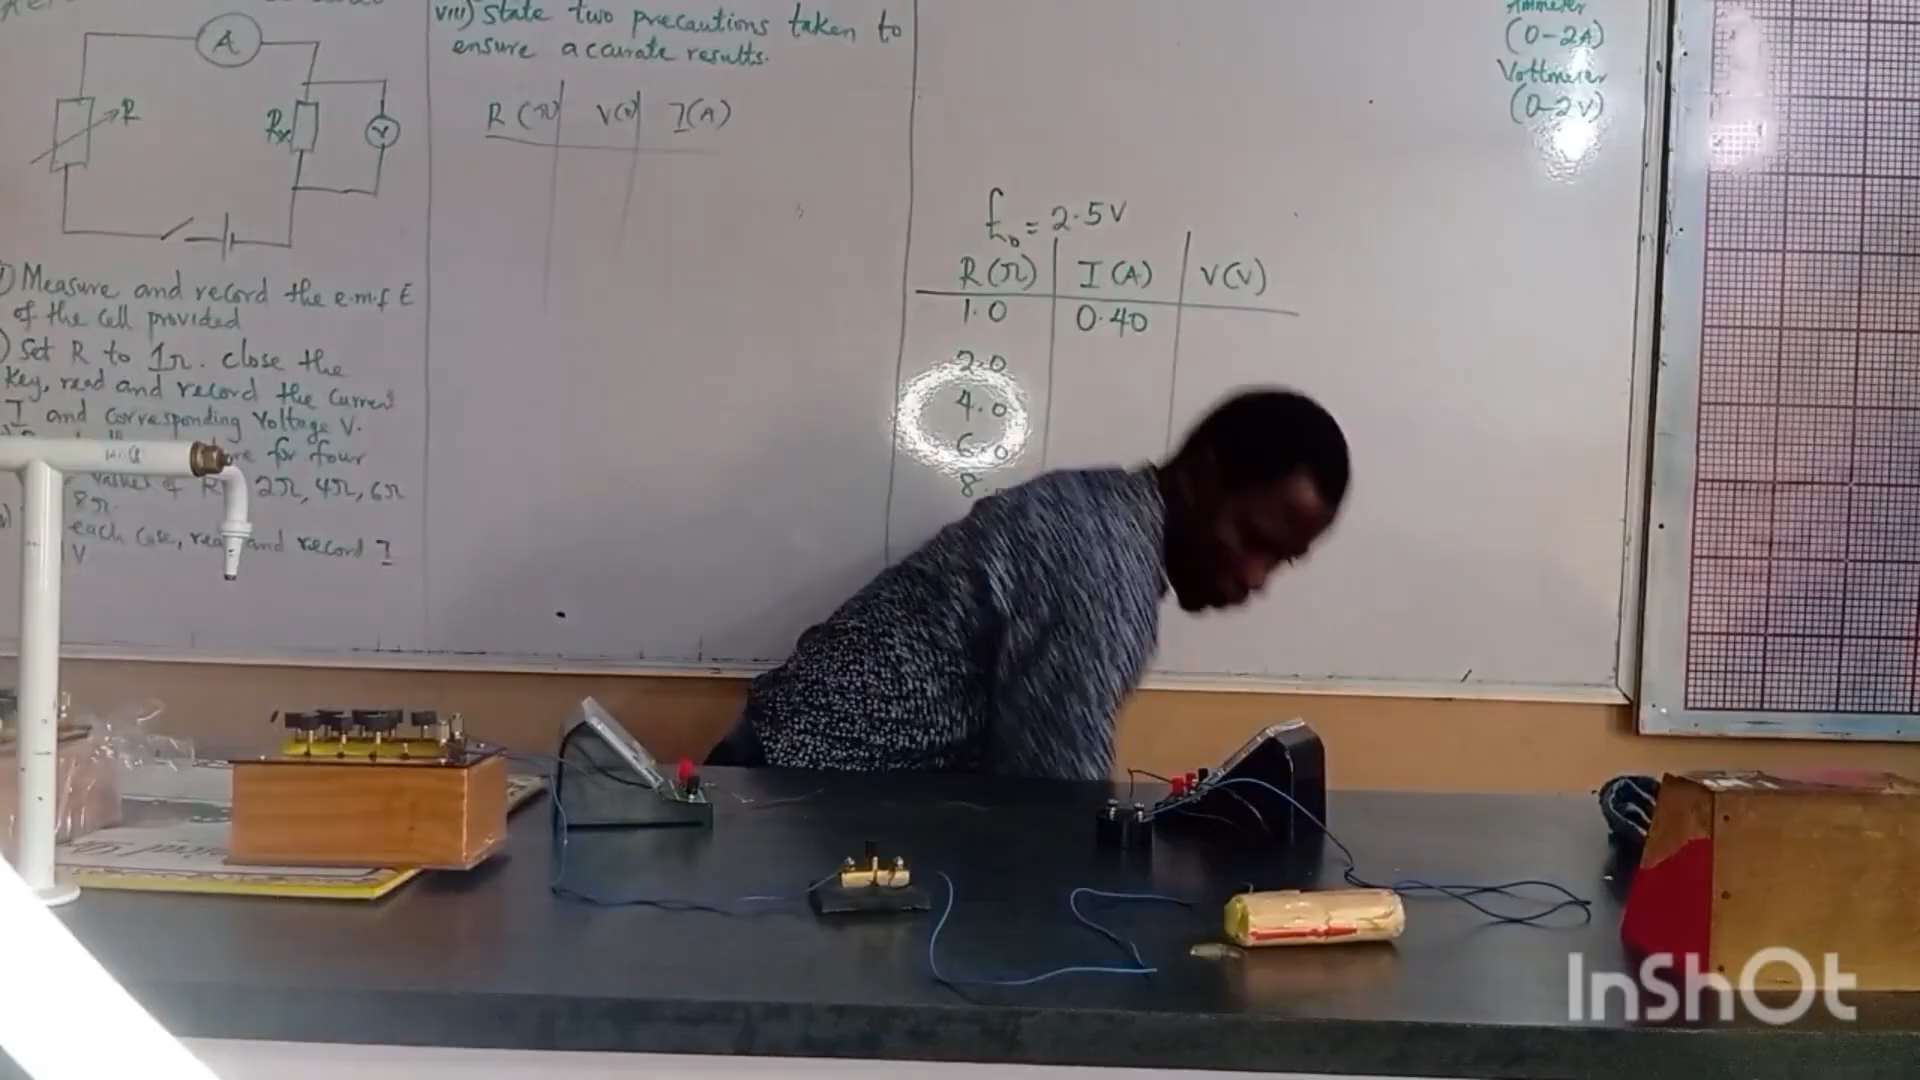 A
R
Rx
V
i) Measure and record the e.m.f E
of the cell provided
) Set R to 1Ω. close the
key, read and record the current
I and corresponding voltage V.
for four
values of R, 2Ω, 4Ω, 6Ω
8Ω.
each case, read and record I
V
viii) State two precautions taken to
ensure accurate results.
R(Ω) V(V) I(A)
E₀ = 2.5V
R(Ω) I(A) V(V)
1.0 0.40
2.0
4.0
6.0
8.
Ammeter
(0-2A)
Voltmeter
(0-2V)
InShOt